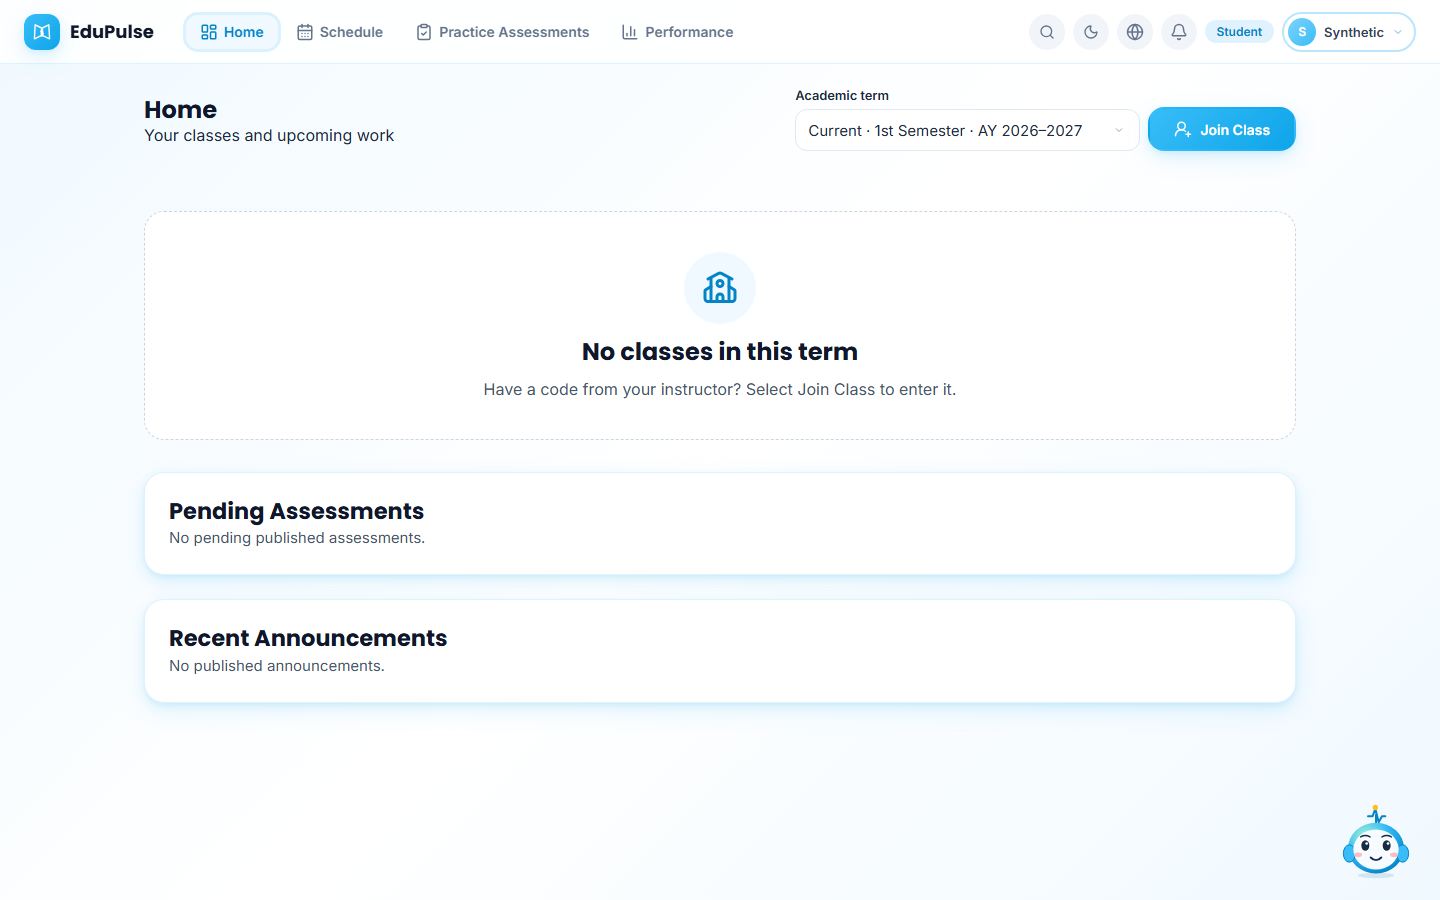 EduPulse
Home
Schedule
Practice Assessments
Performance
Student
S
Synthetic
Home
Your classes and upcoming work
Academic term
Current · 1st Semester · AY 2026–2027
Join Class
No classes in this term
Have a code from your instructor? Select Join Class to enter it.
Pending Assessments
No pending published assessments.
Recent Announcements
No published announcements.